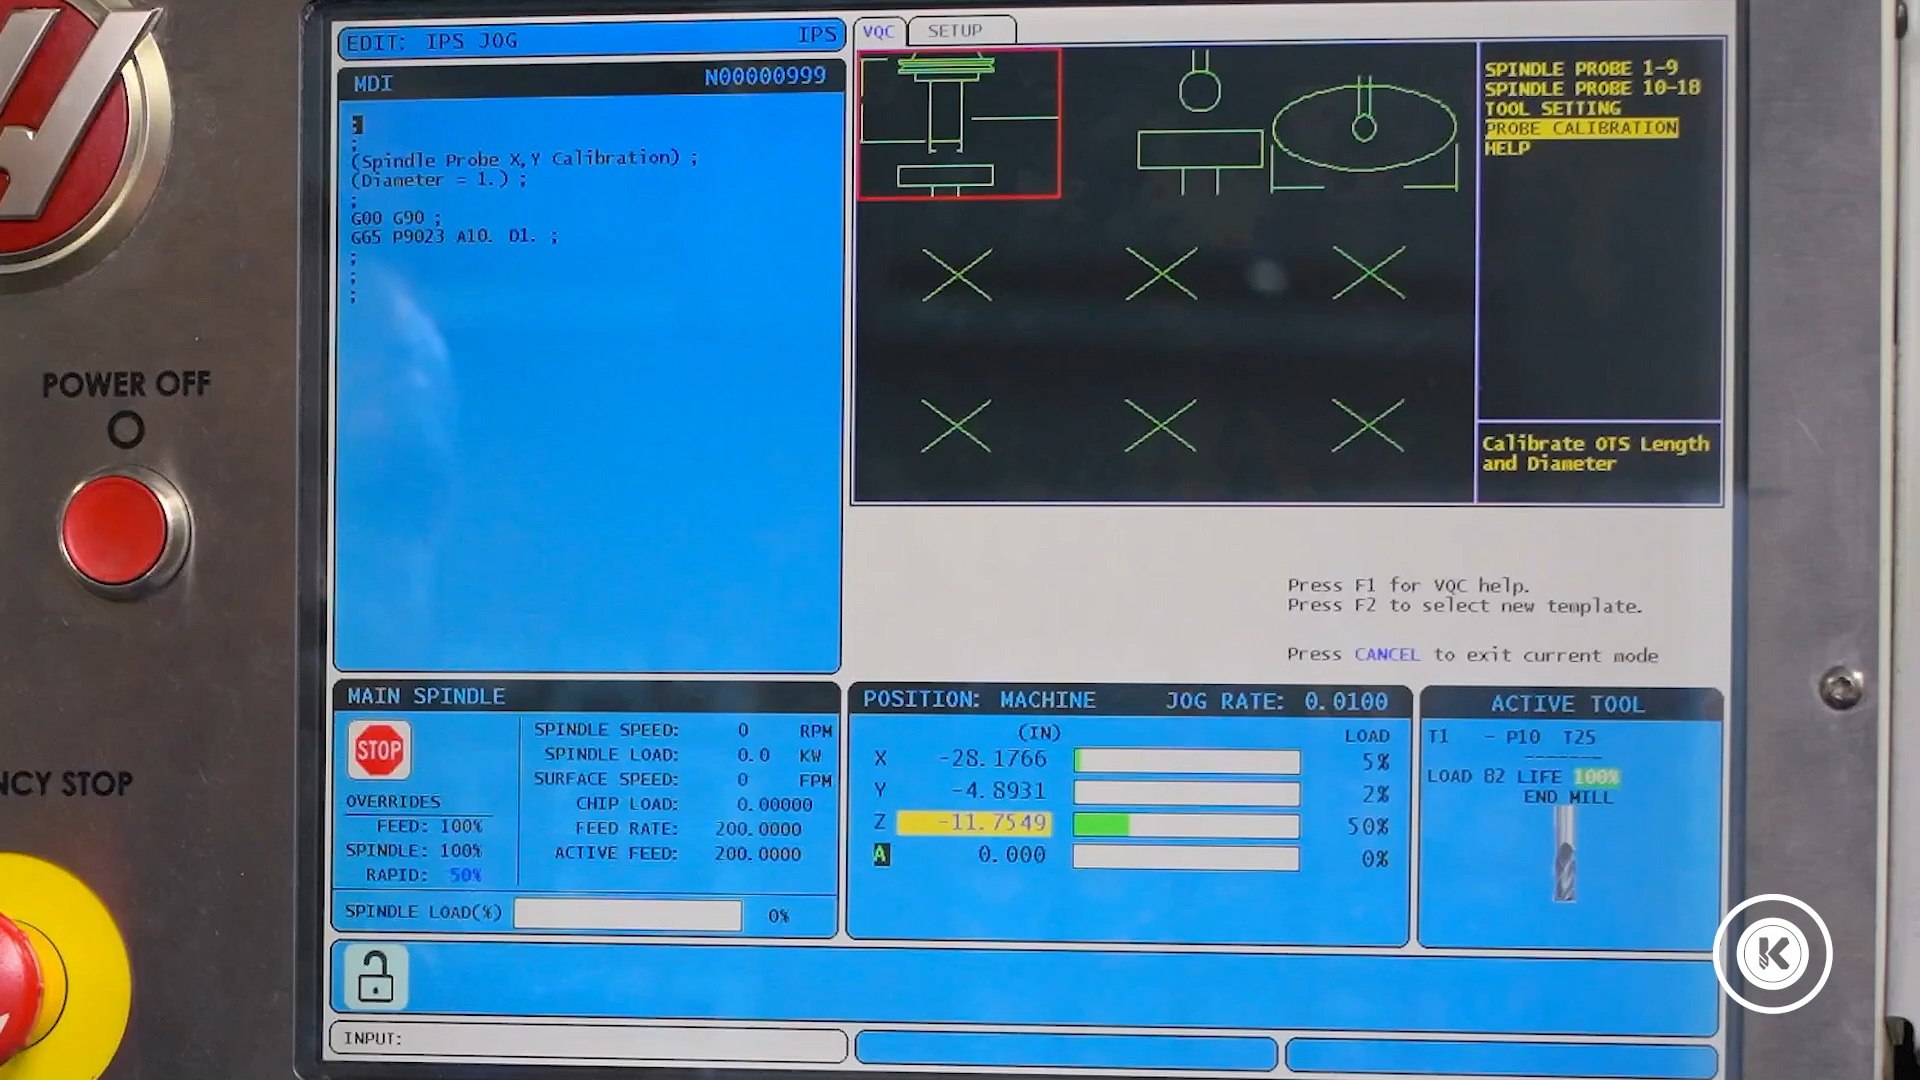 EDIT: IPS JOG IPS
MDI N00000999
;
;
(Spindle Probe X,Y Calibration) ;
(Diameter = 1.) ;
;
G00 G90 ;
G65 P9023 A10. D1. ;
;
;
;
VQC SETUP
SPINDLE PROBE 1-9
SPINDLE PROBE 10-18
TOOL SETTING
PROBE CALIBRATION
HELP
Calibrate OTS Length
and Diameter
Press F1 for VQC help.
Press F2 to select new template.
Press CANCEL to exit current mode
POWER OFF
NCY STOP
MAIN SPINDLE
STOP
SPINDLE SPEED: 0 RPM
SPINDLE LOAD: 0.0 KW
SURFACE SPEED: 0 FPM
CHIP LOAD: 0.00000
FEED RATE: 200.0000
ACTIVE FEED: 200.0000
OVERRIDES
FEED: 100%
SPINDLE: 100%
RAPID: 50%
SPINDLE LOAD(%) 0%
POSITION: MACHINE JOG RATE: 0.0100
(IN) LOAD
X -28.1766 5%
Y -4.8931 2%
Z -11.7549 50%
A 0.000 0%
ACTIVE TOOL
T1 - P10 T25
LOAD 82 LIFE 100%
END MILL
INPUT:
K